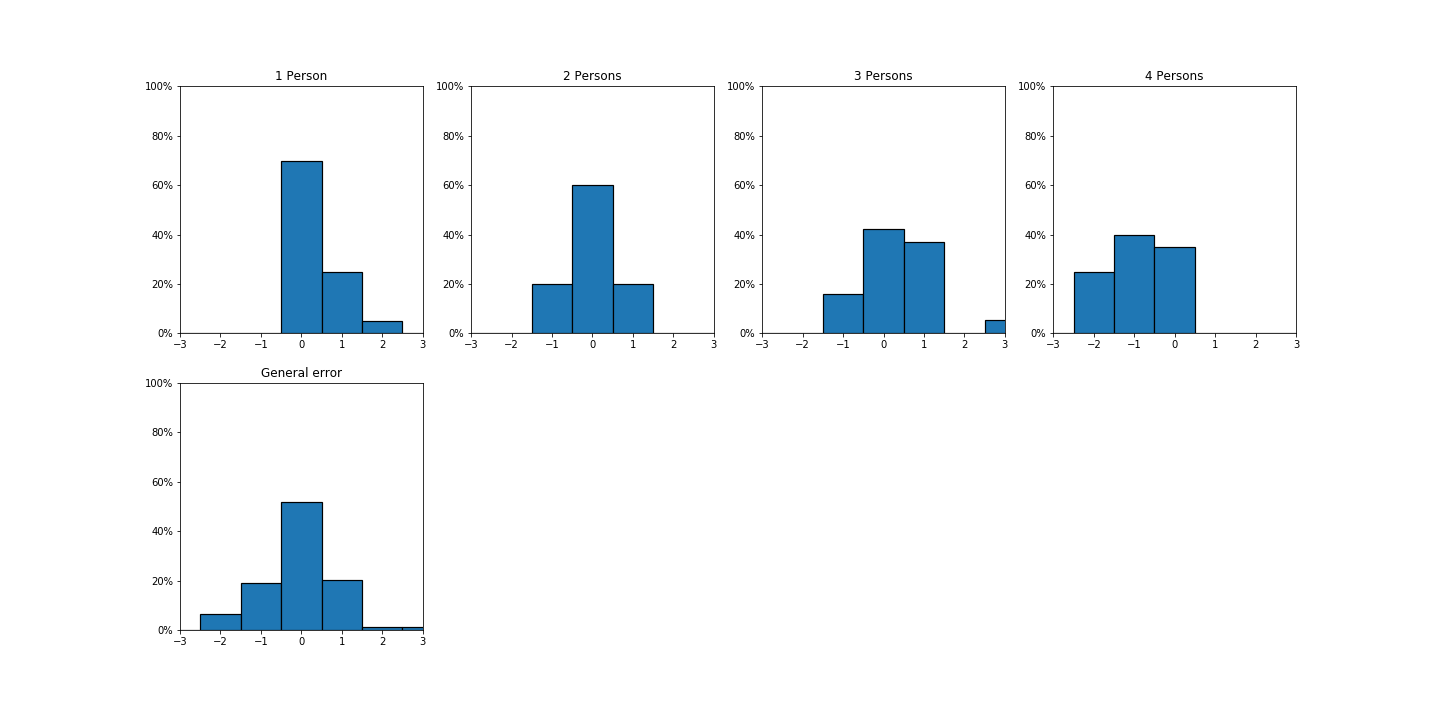 1 Person 2 Persons 3 Persons 4 Persons
100% 100% 100% 100%
80% 80% 80% 80%
60% 60% 60% 60%
40% 40% 40% 40%
20% 20% 20% 20%
0% 0% 0% 0%
−3 −2 −1 0 1 2 3 −3 −2 −1 0 1 2 3 −3 −2 −1 0 1 2 3 −3 −2 −1 0 1 2 3
General error
100%
80%
60%
40%
20%
0%
−3 −2 −1 0 1 2 3